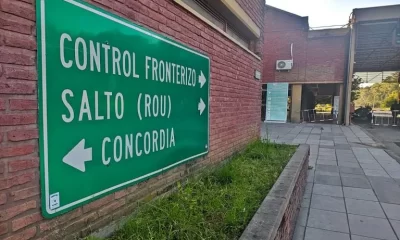 CONTROL FRONTERIZO
SALTO (ROU)
CONCORDIA